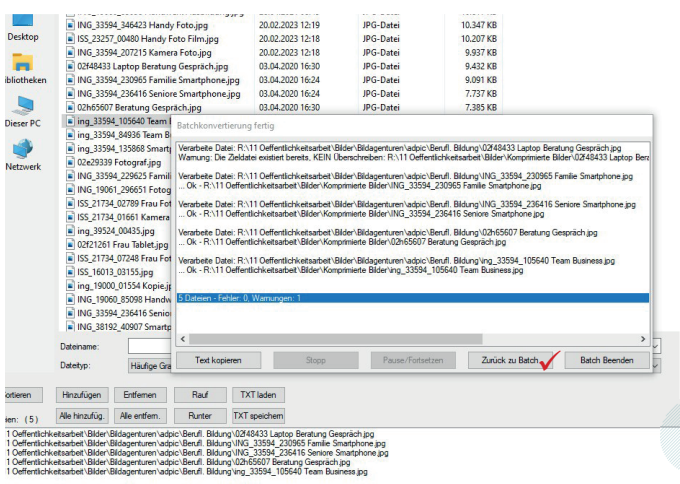 ING_33594_346423 Handy Foto.jpg 20.02.2023 12:19 JPG-Datei 10.347 KB
Desktop
ISS_23257_00480 Handy Foto Film.jpg 20.02.2023 12:18 JPG-Datei 10.207 KB
ING_33594_207215 Kamera Foto.jpg 20.02.2023 12:18 JPG-Datei 9.937 KB
02f48433 Laptop Beratung Gespräch.jpg 03.04.2020 16:30 JPG-Datei 9.432 KB
ibliotheken
ING_33594_230965 Familie Smartphone.jpg 03.04.2020 16:24 JPG-Datei 9.091 KB
ING_33594_236416 Seniore Smartphone.jpg 03.04.2020 16:24 JPG-Datei 7.737 KB
02h65607 Beratung Gespräch.jpg 03.04.2020 16:30 JPG-Datei 7.385 KB
Dieser PC
ing_33594_105640 Team
ing_33594_84936 Team B
ing_33594_135868 Smart
02e29339 Fotograf.jpg
Netzwerk
ING_33594_229625 Famil
ING_19061_296651 Fotog
ISS_21734_02789 Frau Fot
ISS_21734_01661 Kamera
ing_39524_00435.jpg
02f21261 Frau Tablet.jpg
ISS_21734_07248 Frau Fot
ISS_16013_03155.jpg
ing_19000_01554 Kopie.jp
ING_19060_85098 Handw
ING_33594_236416 Senio
ING_38192_40907 Smartp
Batchkonvertierung fertig
Verarbeite Datei: R:\11 Oeffentlichkeitsarbeit\Bilder\Bildagenturen\adpic\Berufl. Bildung\02f48433 Laptop Beratung Gespräch.jpg
Warnung: Die Zieldatei existiert bereits, KEIN Überschreiben: R:\11 Oeffentlichkeitsarbeit\Bilder\Komprimierte Bilder\02f48433 Laptop Bera
Verarbeite Datei: R:\11 Oeffentlichkeitsarbeit\Bilder\Bildagenturen\adpic\Berufl. Bildung\ING_33594_230965 Familie Smartphone.jpg
... Ok - R:\11 Oeffentlichkeitsarbeit\Bilder\Komprimierte Bilder\ING_33594_230965 Familie Smartphone.jpg
Verarbeite Datei: R:\11 Oeffentlichkeitsarbeit\Bilder\Bildagenturen\adpic\Berufl. Bildung\ING_33594_236416 Seniore Smartphone.jpg
... Ok - R:\11 Oeffentlichkeitsarbeit\Bilder\Komprimierte Bilder\ING_33594_236416 Seniore Smartphone.jpg
Verarbeite Datei: R:\11 Oeffentlichkeitsarbeit\Bilder\Bildagenturen\adpic\Berufl. Bildung\02h65607 Beratung Gespräch.jpg
... Ok - R:\11 Oeffentlichkeitsarbeit\Bilder\Komprimierte Bilder\02h65607 Beratung Gespräch.jpg
Verarbeite Datei: R:\11 Oeffentlichkeitsarbeit\Bilder\Bildagenturen\adpic\Berufl. Bildung\ing_33594_105640 Team Business.jpg
... Ok - R:\11 Oeffentlichkeitsarbeit\Bilder\Komprimierte Bilder\ing_33594_105640 Team Business.jpg
5 Dateien - Fehler: 0, Warnungen: 1
Text kopieren Stopp Pause/Fortsetzen Zurück zu Batch Batch Beenden
Dateiname:
Dateityp: Häufige Gra
ortieren Hinzufügen Entfernen Rauf TXT laden
ien: ( 5 ) Alle hinzufüg. Alle entfern. Runter TXT speichern
1 Oeffentlichkeitsarbeit\Bilder\Bildagenturen\adpic\Berufl. Bildung\02f48433 Laptop Beratung Gespräch.jpg
1 Oeffentlichkeitsarbeit\Bilder\Bildagenturen\adpic\Berufl. Bildung\ING_33594_230965 Familie Smartphone.jpg
1 Oeffentlichkeitsarbeit\Bilder\Bildagenturen\adpic\Berufl. Bildung\ING_33594_236416 Seniore Smartphone.jpg
1 Oeffentlichkeitsarbeit\Bilder\Bildagenturen\adpic\Berufl. Bildung\02h65607 Beratung Gespräch.jpg
1 Oeffentlichkeitsarbeit\Bilder\Bildagenturen\adpic\Berufl. Bildung\ing_33594_105640 Team Business.jpg